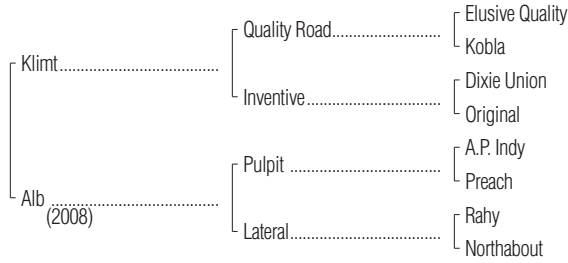 Elusive Quality
Quality Road
Kobla
Klimt
Dixie Union
Inventive
Original
A.P. Indy
Pulpit
Preach
Alb
(2008)
Rahy
Lateral
Northabout